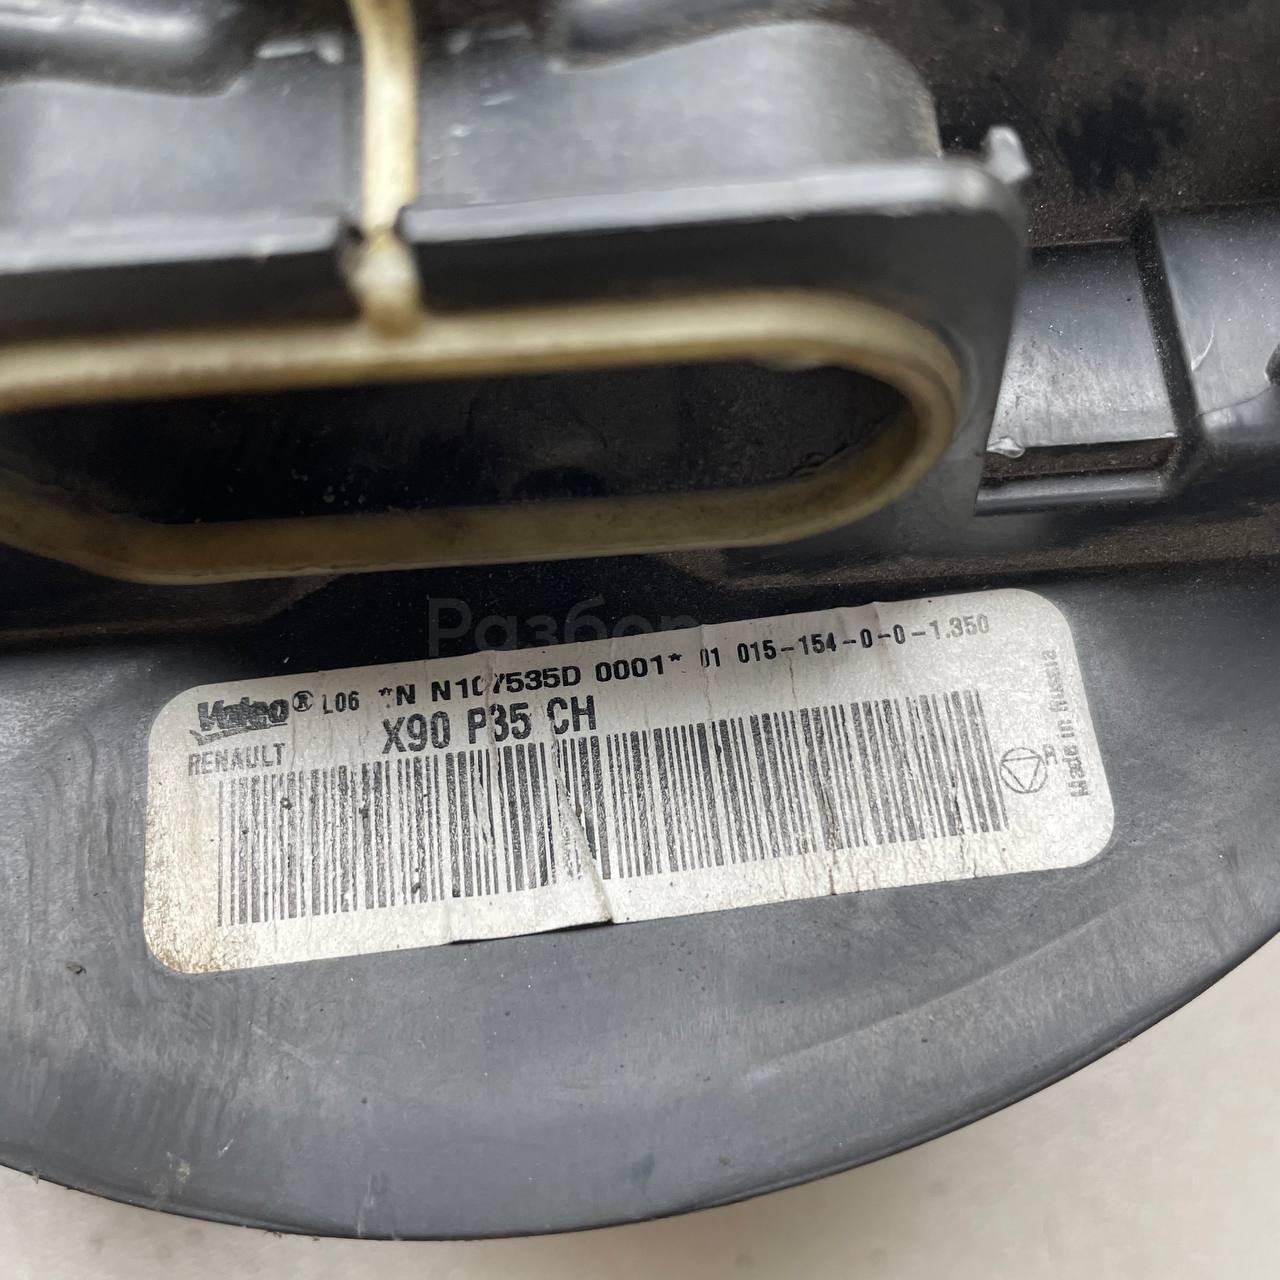 Разбор
Valeo® L06 *N N107535D 0001* 01 015-154-0-0-1.350
X90 P35 CH
RENAULT
R
Made in Russia